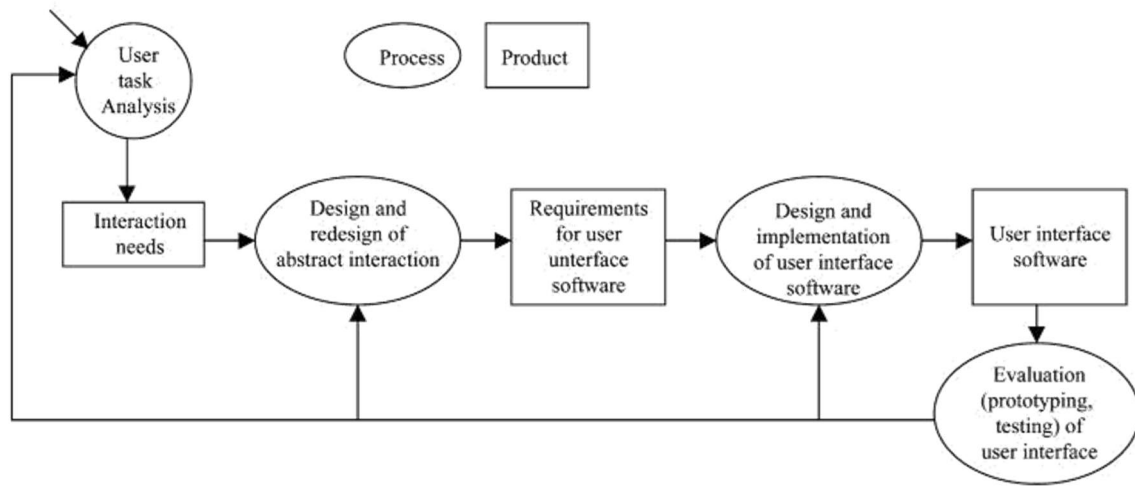 User
task
Analysis
Process
Product
Interaction
needs
Design and
redesign of
abstract interaction
Requirements
for user
unterface
software
Design and
implementation
of user interface
software
User interface
software
Evaluation
(prototyping,
testing) of
user interface